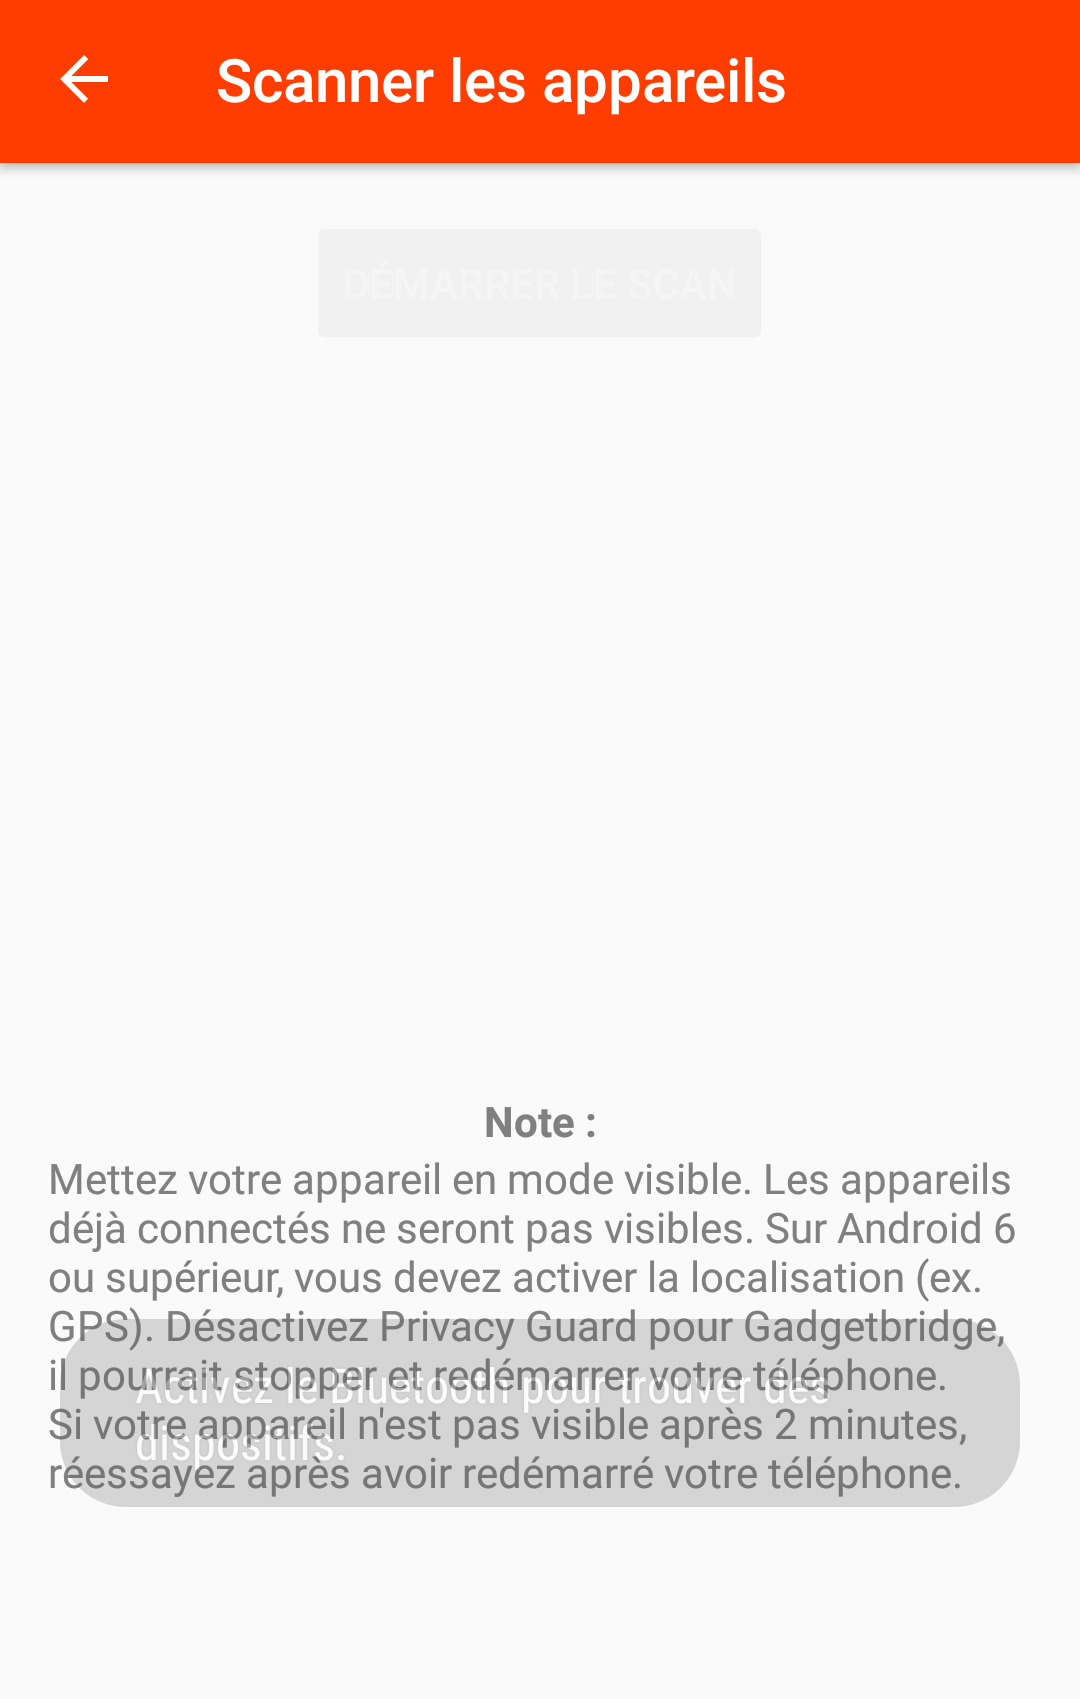 Scanner les appareils
DÉMARRER LE SCAN
Note :
Mettez votre appareil en mode visible. Les appareils
déjà connectés ne seront pas visibles. Sur Android 6
ou supérieur, vous devez activer la localisation (ex.
GPS). Désactivez Privacy Guard pour Gadgetbridge,
il pourrait stopper et redémarrer votre téléphone.
Si votre appareil n'est pas visible après 2 minutes,
réessayez après avoir redémarré votre téléphone.
Activez le Bluetooth pour trouver des
dispositifs.